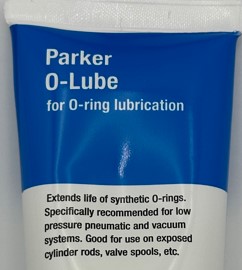 Parker
O-Lube
for O-ring lubrication
Extends life of synthetic O-rings.
Specifically recommended for low
pressure pneumatic and vacuum
systems. Good for use on exposed
cylinder rods, valve spools, etc.